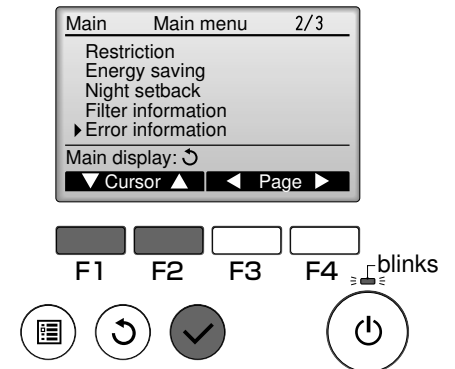 Main Main menu 2/3
Restriction
Energy saving
Night setback
Filter information
Error information
Main display:
Cursor Page
F1 F2 F3 F4
blinks